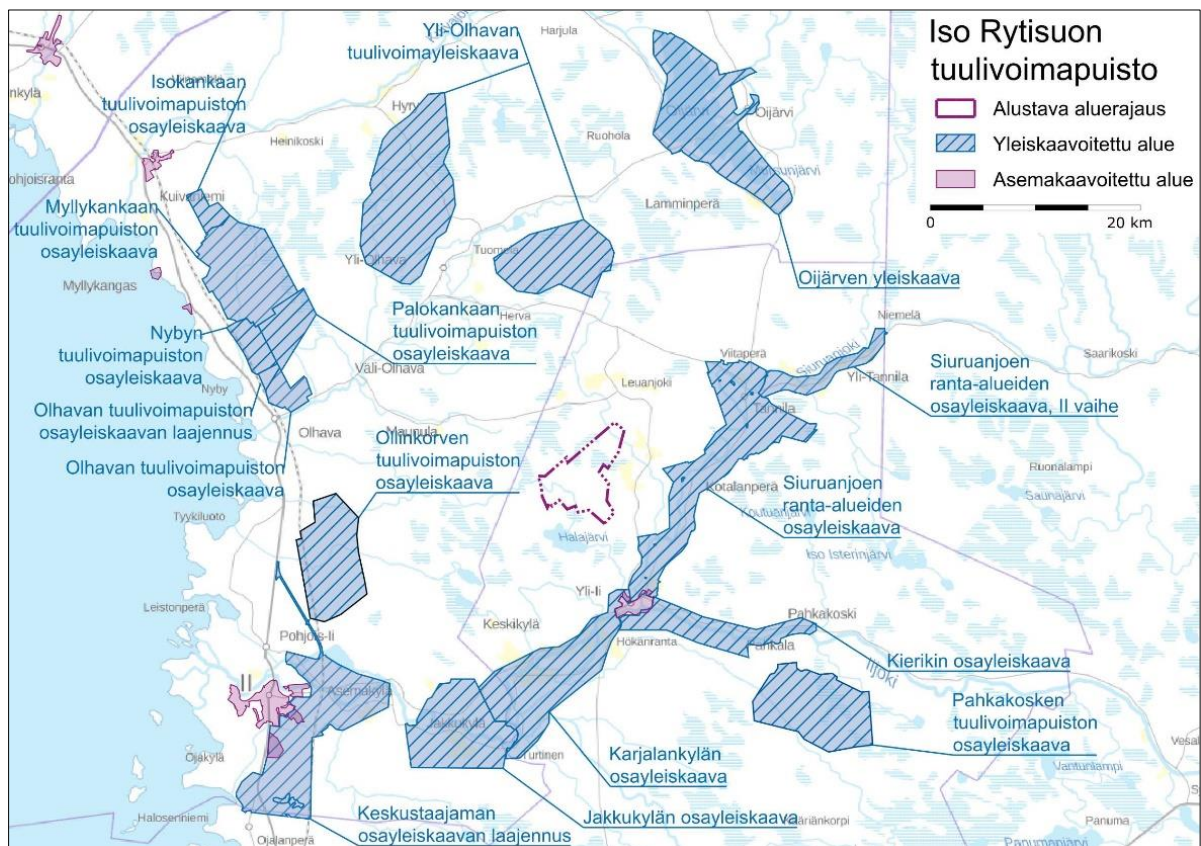 Iso Rytisuon
tuulivoimapuisto
Alustava aluerajaus
Yleiskaavoitettu alue
Asemakaavoitettu alue
0 20 km
Yli-Olhavan
tuulivoimayleiskaava
Isokankaan
tuulivoimapuiston
osayleiskaava
Myllykankaan
tuulivoimapuiston
osayleiskaava
Nybyn
tuulivoimapuiston
osayleiskaava
Olhavan tuulivoimapuiston
osayleiskaavan laajennus
Olhavan tuulivoimapuiston
osayleiskaava
Palokankaan
tuulivoimapuiston
osayleiskaava
Ollinkorven
tuulivoimapuiston
osayleiskaava
Oijärven yleiskaava
Siuruanjoen
ranta-alueiden
osayleiskaava, II vaihe
Siuruanjoen
ranta-alueiden
osayleiskaava
Kierikin osayleiskaava
Pahkakosken
tuulivoimapuiston
osayleiskaava
Karjalankylän
osayleiskaava
Jakkukylän osayleiskaava
Keskustaajaman
osayleiskaavan laajennus
Harjula
Oijärvi
Ruohola
Heinikoski
Lamminperä
Kuivaniemi
Tuomela
Yli-Olhava
Herva
Myllykangas
Nyby
Väli-Olhava
Olhava
Maunula
Leuanjoki
Viitaperä
Niemelä
Saarikoski
Siuruanjoki
Yli-Tannila
Tannila
Kotalanperä
Ruonalampi
Saunajärvi
Iso Isterinjärvi
Halajärvi
Tyykiluoto
Leistonperä
Pohjois-Ii
Yli-Ii
Keskikylä
Hökänranta
Pahkakoski
Iijoki
II
Asemakylä
Jakkukylä
Ojakylä
Halosenniemi
Ojalanperä
Vantunlampi
Panuma
Panumanjärvi